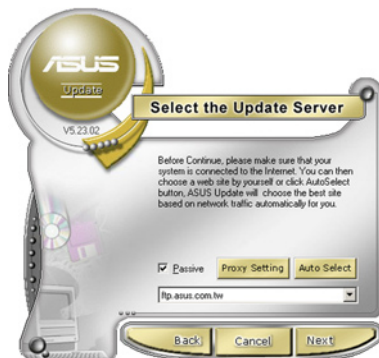 ASUS
Update
V5.23.02
Select the Update Server
Before Continue, please make sure that your
system is connected to the Internet. You can then
choose a web site by yourself or click AutoSelect
button, ASUS Update will choose the best site
based on network traffic automatically for you.
Passive
Proxy Setting
Auto Select
ftp.asus.com.tw
Back
Cancel
Next